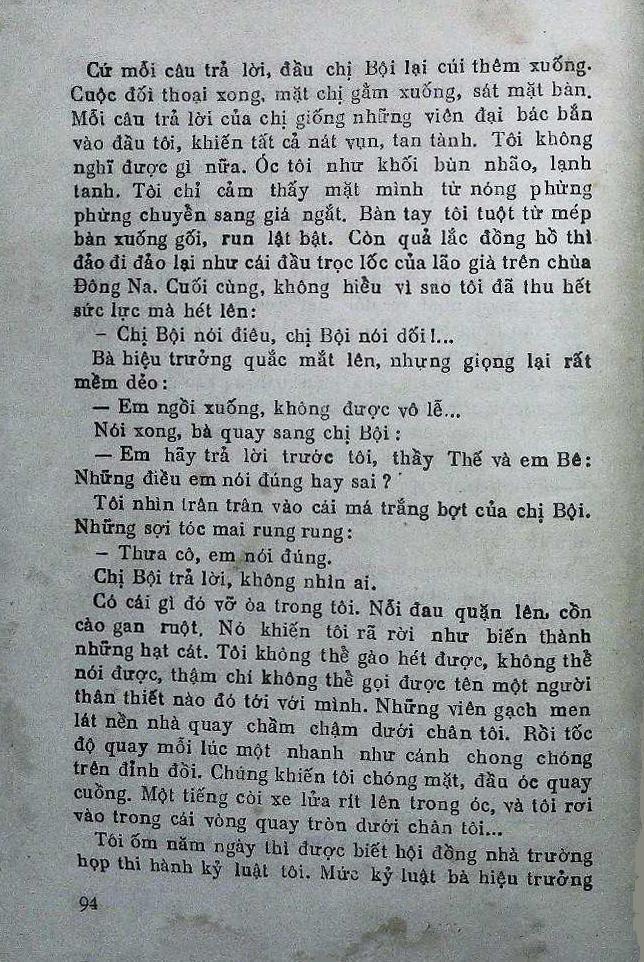 Cứ mỗi câu trả lời, đầu chị Bội lại cúi thêm xuống.
Cuộc đối thoại xong, mặt chị gằm xuống, sát mặt bàn.
Mỗi câu trả lời của chị giống những viên đại bác bắn
vào đầu tôi, khiến tất cả nát vụn, tan tành. Tôi không
nghĩ được gì nữa. Óc tôi như khối bùn nhão, lạnh
tanh. Tôi chỉ cảm thấy mặt mình từ nóng phừng
phừng chuyển sang giá ngắt. Bàn tay tôi tuột từ mép
bàn xuống gối, run lật bật. Còn quả lắc đồng hồ thì
đảo đi đảo lại như cái đầu trọc lốc của lão già trên chùa
Đông Na. Cuối cùng, không hiểu vì sao tôi đã thu hết
sức lực mà hét lên:
– Chị Bội nói điêu, chị Bội nói dối!...
Bà hiệu trưởng quắc mắt lên, nhưng giọng lại rất
mềm dẻo :
— Em ngồi xuống, không được vô lễ...
Nói xong, bà quay sang chị Bội :
— Em hãy trả lời trước tôi, thầy Thế và em Bê:
Những điều em nói đúng hay sai ?
Tôi nhìn trân trân vào cái má trắng bợt của chị Bội.
Những sợi tóc mai rung rung:
– Thưa cô, em nói đúng.
Chị Bội trả lời, không nhìn ai.
Có cái gì đó vỡ òa trong tôi. Nỗi đau quặn lên, cồn
cào gan ruột. Nó khiến tôi rã rời như biến thành
những hạt cát. Tôi không thể gào hét được, không thể
nói được, thậm chí không thể gọi được tên một người
thân thiết nào đó tới với mình. Những viên gạch men
lát nền nhà quay chầm chậm dưới chân tôi. Rồi tốc
độ quay mỗi lúc một nhanh như cánh chong chóng
trên đỉnh đồi. Chúng khiến tôi chóng mặt, đầu óc quay
cuồng. Một tiếng còi xe lửa rít lên trong óc, và tôi rơi
vào trong cái vòng quay tròn dưới chân tôi...
Tôi ốm năm ngày thì được biết hội đồng nhà trường
họp thi hành kỷ luật tôi. Mức kỷ luật bà hiệu trưởng
94